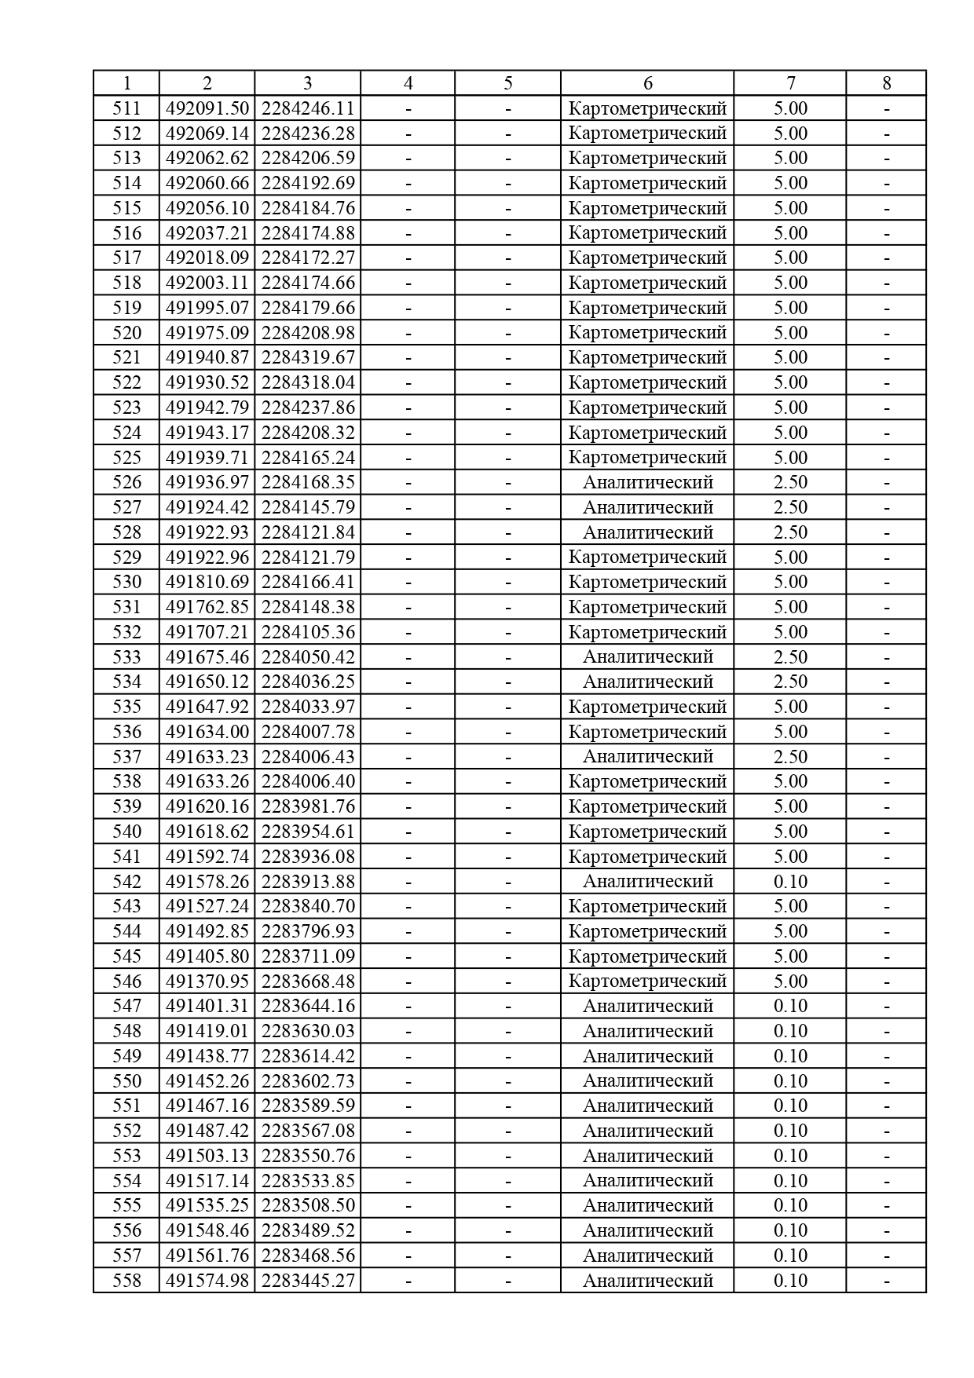 1 2 3 4 5 6 7 8
511 492091.50 2284246.11 - - Картометрический 5.00 -
512 492069.14 2284236.28 - - Картометрический 5.00 -
513 492062.62 2284206.59 - - Картометрический 5.00 -
514 492060.66 2284192.69 - - Картометрический 5.00 -
515 492056.10 2284184.76 - - Картометрический 5.00 -
516 492037.21 2284174.88 - - Картометрический 5.00 -
517 492018.09 2284172.27 - - Картометрический 5.00 -
518 492003.11 2284174.66 - - Картометрический 5.00 -
519 491995.07 2284179.66 - - Картометрический 5.00 -
520 491975.09 2284208.98 - - Картометрический 5.00 -
521 491940.87 2284319.67 - - Картометрический 5.00 -
522 491930.52 2284318.04 - - Картометрический 5.00 -
523 491942.79 2284237.86 - - Картометрический 5.00 -
524 491943.17 2284208.32 - - Картометрический 5.00 -
525 491939.71 2284165.24 - - Картометрический 5.00 -
526 491936.97 2284168.35 - - Аналитический 2.50 -
527 491924.42 2284145.79 - - Аналитический 2.50 -
528 491922.93 2284121.84 - - Аналитический 2.50 -
529 491922.96 2284121.79 - - Картометрический 5.00 -
530 491810.69 2284166.41 - - Картометрический 5.00 -
531 491762.85 2284148.38 - - Картометрический 5.00 -
532 491707.21 2284105.36 - - Картометрический 5.00 -
533 491675.46 2284050.42 - - Аналитический 2.50 -
534 491650.12 2284036.25 - - Аналитический 2.50 -
535 491647.92 2284033.97 - - Картометрический 5.00 -
536 491634.00 2284007.78 - - Картометрический 5.00 -
537 491633.23 2284006.43 - - Аналитический 2.50 -
538 491633.26 2284006.40 - - Картометрический 5.00 -
539 491620.16 2283981.76 - - Картометрический 5.00 -
540 491618.62 2283954.61 - - Картометрический 5.00 -
541 491592.74 2283936.08 - - Картометрический 5.00 -
542 491578.26 2283913.88 - - Аналитический 0.10 -
543 491527.24 2283840.70 - - Картометрический 5.00 -
544 491492.85 2283796.93 - - Картометрический 5.00 -
545 491405.80 2283711.09 - - Картометрический 5.00 -
546 491370.95 2283668.48 - - Картометрический 5.00 -
547 491401.31 2283644.16 - - Аналитический 0.10 -
548 491419.01 2283630.03 - - Аналитический 0.10 -
549 491438.77 2283614.42 - - Аналитический 0.10 -
550 491452.26 2283602.73 - - Аналитический 0.10 -
551 491467.16 2283589.59 - - Аналитический 0.10 -
552 491487.42 2283567.08 - - Аналитический 0.10 -
553 491503.13 2283550.76 - - Аналитический 0.10 -
554 491517.14 2283533.85 - - Аналитический 0.10 -
555 491535.25 2283508.50 - - Аналитический 0.10 -
556 491548.46 2283489.52 - - Аналитический 0.10 -
557 491561.76 2283468.56 - - Аналитический 0.10 -
558 491574.98 2283445.27 - - Аналитический 0.10 -